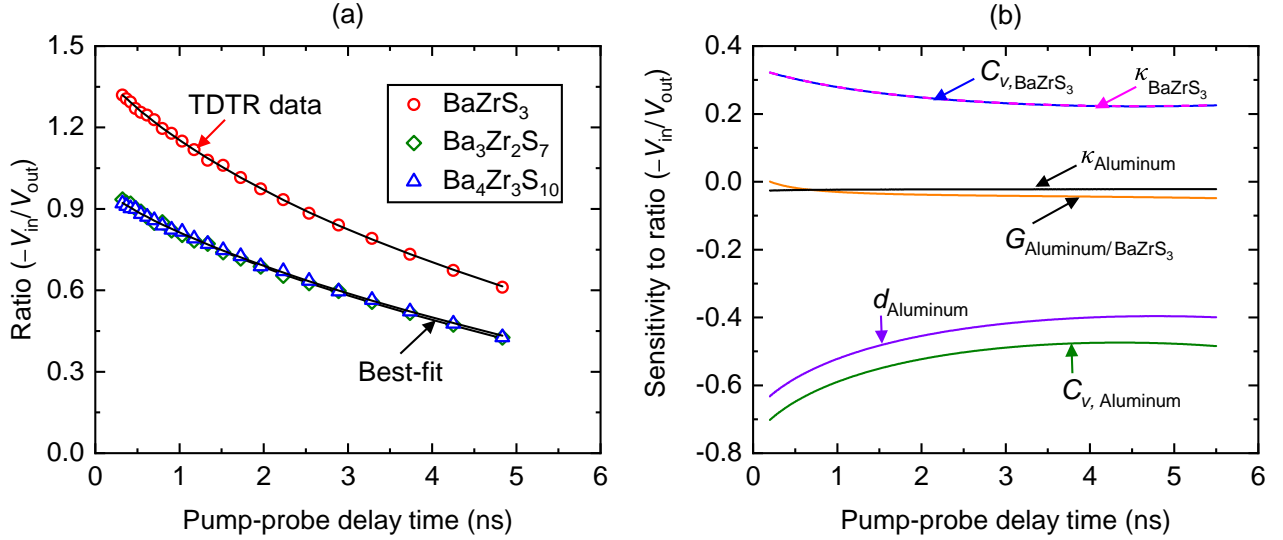 (a)
1.5
1.2
0.9
0.6
0.3
0.0
Ratio (−V_in/V_out)
TDTR data
BaZrS₃
Ba₃Zr₂S₇
Ba₄Zr₃S₁₀
Best-fit
0 1 2 3 4 5 6
Pump-probe delay time (ns)
(b)
0.4
0.2
0.0
-0.2
-0.4
-0.6
-0.8
Sensitivity to ratio (−V_in/V_out)
C_v,BaZrS₃
κ_BaZrS₃
κ_Aluminum
G_Aluminum/BaZrS₃
d_Aluminum
C_v, Aluminum
0 1 2 3 4 5 6
Pump-probe delay time (ns)